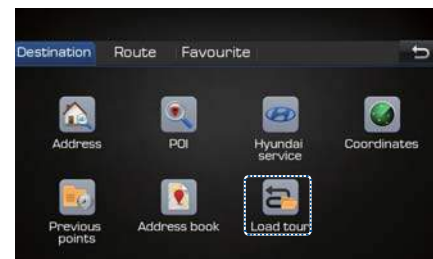 Destination Route Favourite
Address POI Hyundai service Coordinates
Previous points Address book Load tour